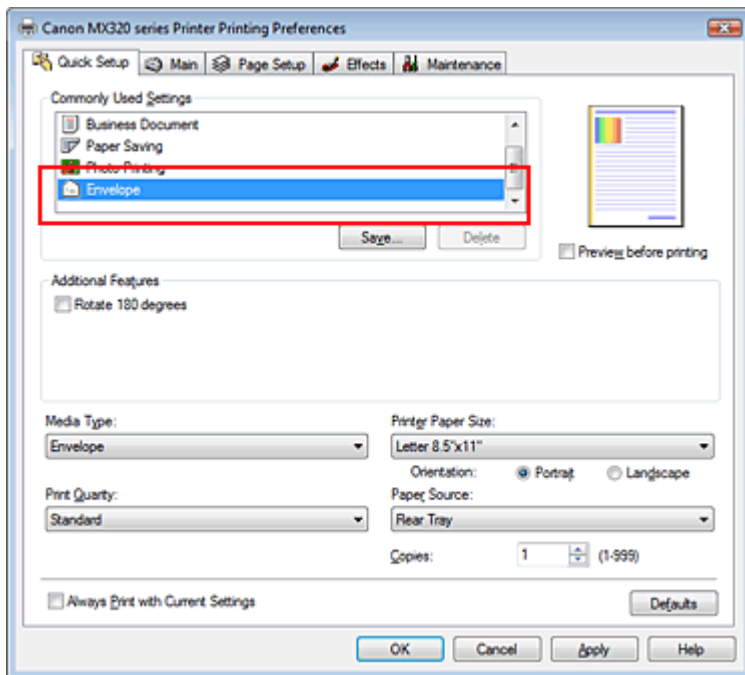 Canon MX320 series Printer Printing Preferences
Quick Setup Main Page Setup Effects Maintenance
Commonly Used Settings
Business Document
Paper Saving
Photo Printing
Envelope
Save... Delete
Preview before printing
Additional Features
Rotate 180 degrees
Media Type:
Envelope
Printer Paper Size:
Letter 8.5"x11"
Orientation: Portrait Landscape
Print Quarty:
Standard
Paper Source:
Rear Tray
Copies: 1 (1-999)
Always Print with Current Settings
Defaults
OK Cancel Apply Help